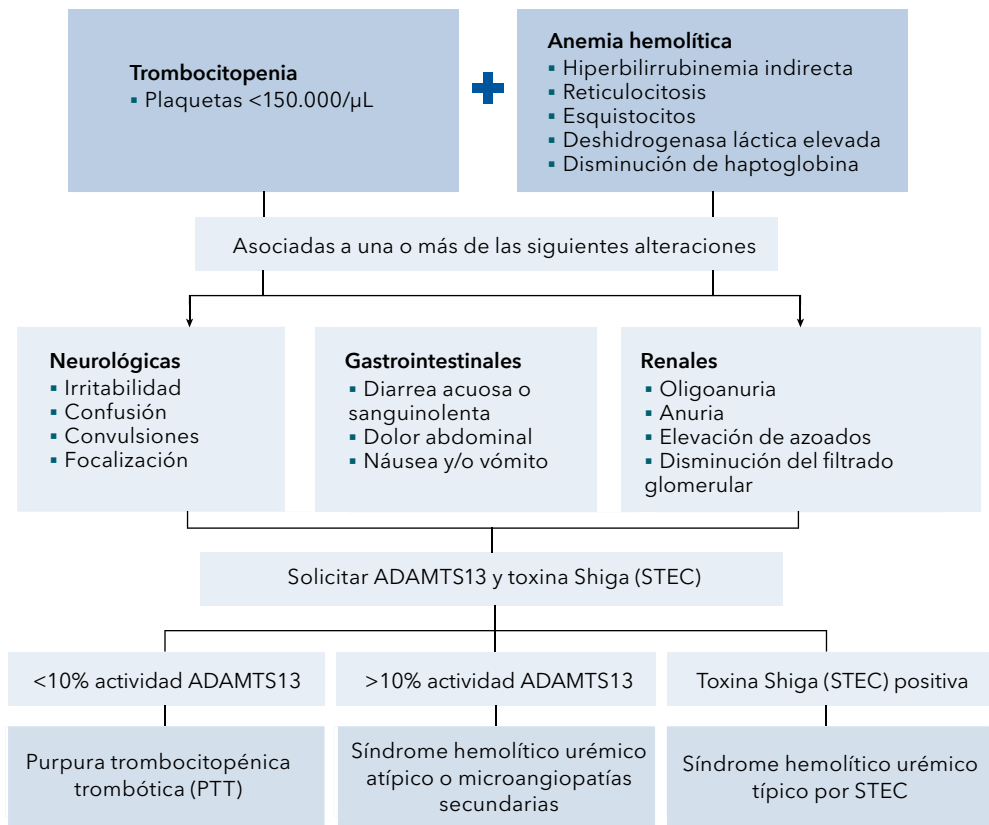 Trombocitopenia
▪ Plaquetas <150.000/µL
Anemia hemolítica
▪ Hiperbilirrubinemia indirecta
▪ Reticulocitosis
▪ Esquistocitos
▪ Deshidrogenasa láctica elevada
▪ Disminución de haptoglobina
Asociadas a una o más de las siguientes alteraciones
Neurológicas
▪ Irritabilidad
▪ Confusión
▪ Convulsiones
▪ Focalización
Gastrointestinales
▪ Diarrea acuosa o
sanguinolenta
▪ Dolor abdominal
▪ Náusea y/o vómito
Renales
▪ Oligoanuria
▪ Anuria
▪ Elevación de azoados
▪ Disminución del filtrado
glomerular
Solicitar ADAMTS13 y toxina Shiga (STEC)
<10% actividad ADAMTS13
>10% actividad ADAMTS13
Toxina Shiga (STEC) positiva
Purpura trombocitopénica
trombótica (PTT)
Síndrome hemolítico urémico
atípico o microangiopatías
secundarias
Síndrome hemolítico urémico
típico por STEC